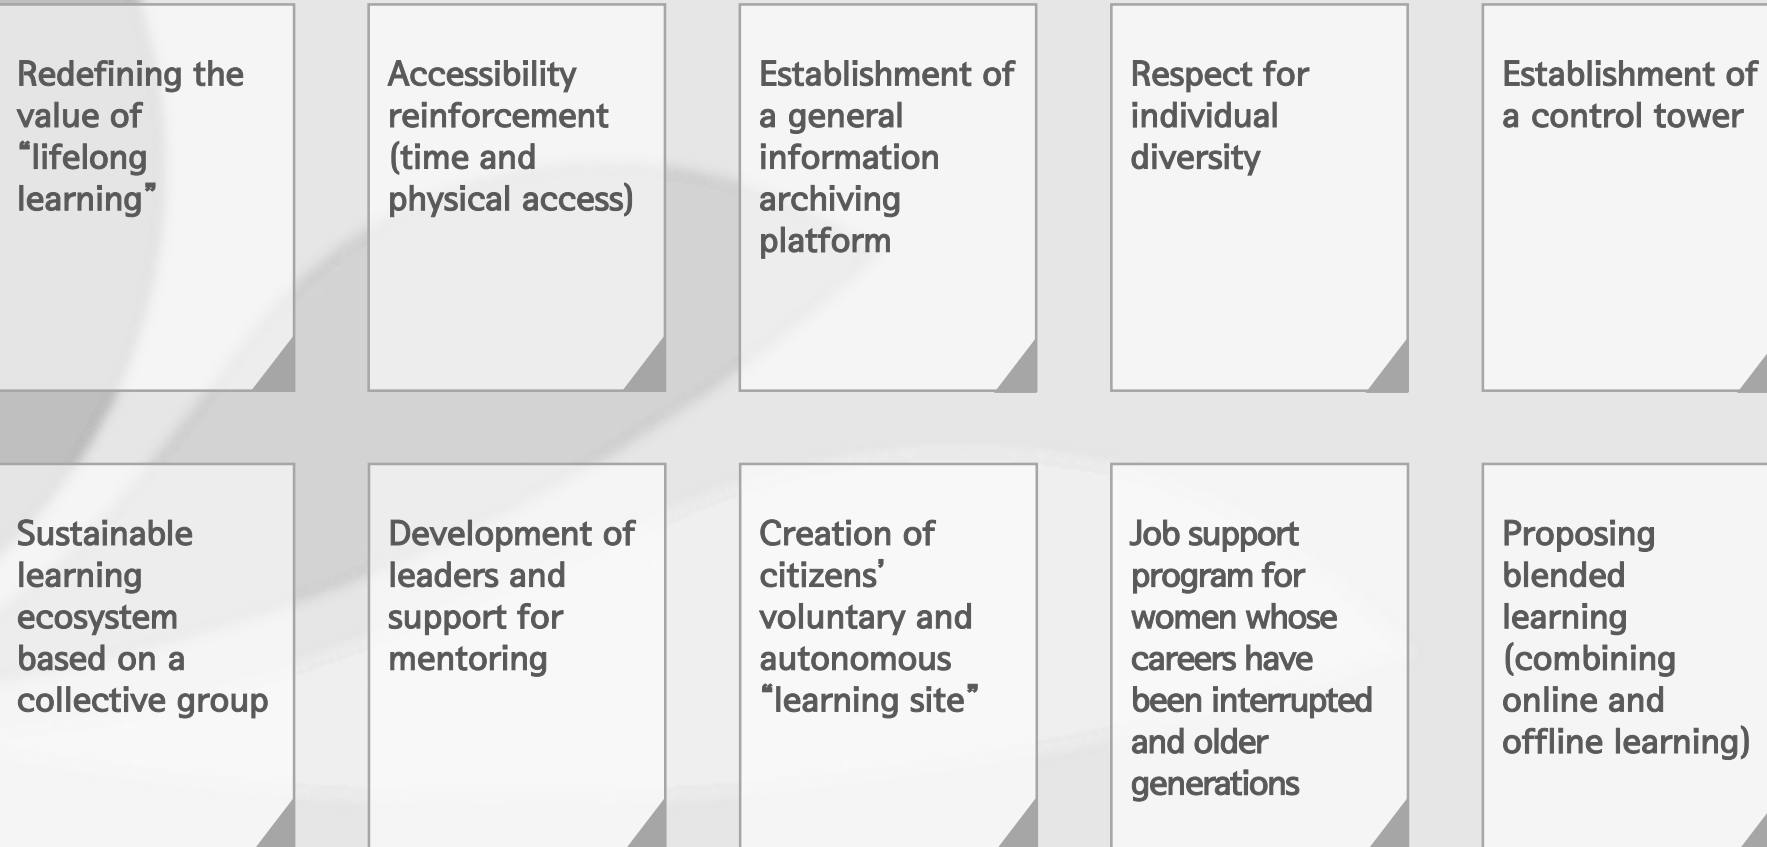 Redefining the
value of
“lifelong
learning”
Accessibility
reinforcement
(time and
physical access)
Establishment of
a general
information
archiving
platform
Respect for
individual
diversity
Establishment of
a control tower
Sustainable
learning
ecosystem
based on a
collective group
Development of
leaders and
support for
mentoring
Creation of
citizens’
voluntary and
autonomous
“learning site”
Job support
program for
women whose
careers have
been interrupted
and older
generations
Proposing
blended
learning
(combining
online and
offline learning)